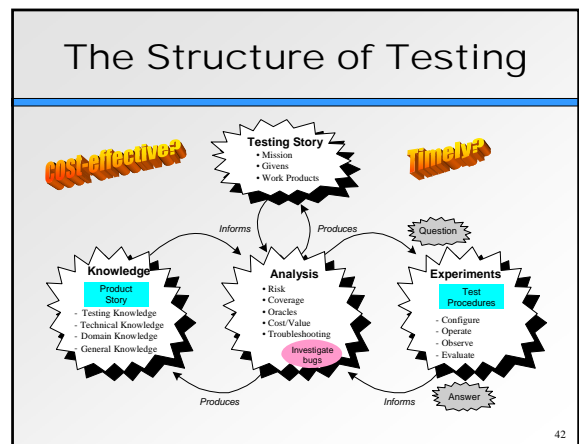 The Structure of Testing
cost-effective?
Timely?
Testing Story
• Mission
• Givens
• Work Products
Informs
Produces
Question
Knowledge
Product
Story
- Testing Knowledge
- Technical Knowledge
- Domain Knowledge
- General Knowledge
Analysis
• Risk
• Coverage
• Oracles
• Cost/Value
• Troubleshooting
Investigate
bugs
Experiments
Test
Procedures
- Configure
- Operate
- Observe
- Evaluate
Produces
Informs
Answer
42